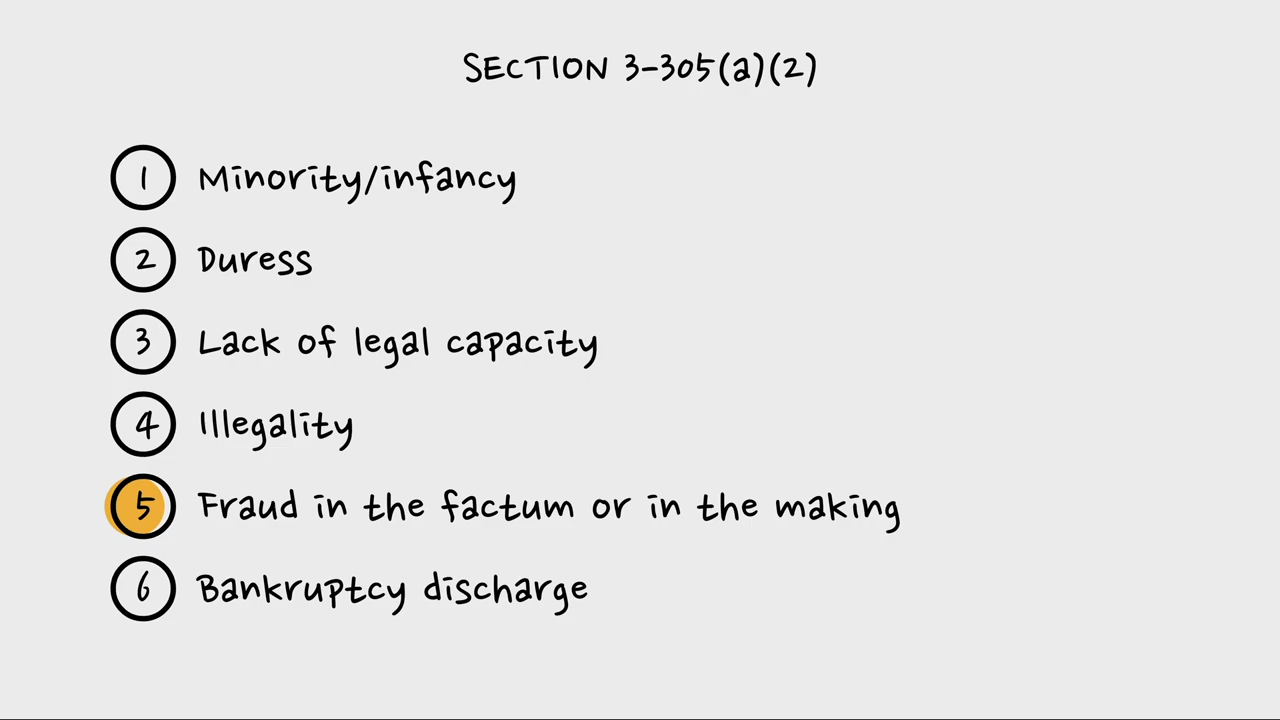 SECTION 3-305(a)(2)
1 Minority/infancy
2 Duress
3 Lack of legal capacity
4 Illegality
5 Fraud in the factum or in the making
6 Bankruptcy discharge